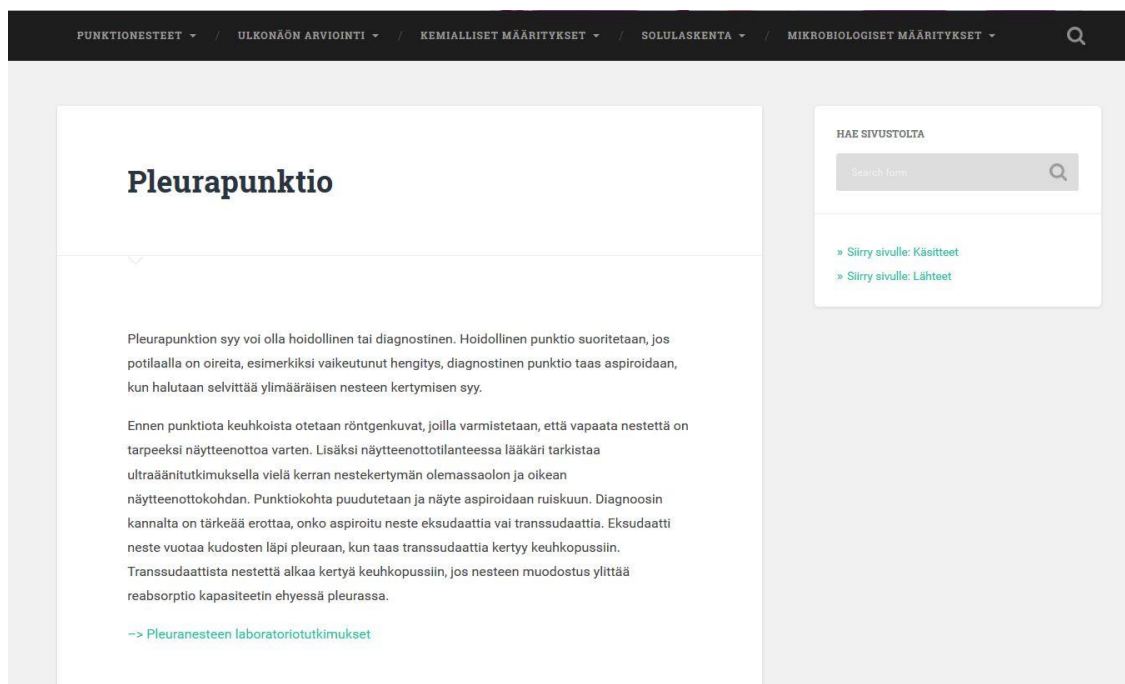 PUNKTIONESTEET / ULKONÄÖN ARVIOINTI / KEMIALLISET MÄÄRITYKSET / SOLULASKENTA / MIKROBIOLOGISET MÄÄRITYKSET
Pleurapunktio
Pleurapunktion syy voi olla hoidollinen tai diagnostinen. Hoidollinen punktio suoritetaan, jos
potilaalla on oireita, esimerkiksi vaikeutunut hengitys, diagnostinen punktio taas aspiroidaan,
kun halutaan selvittää ylimääräisen nesteen kertymisen syy.
Ennen punktiota keuhkoista otetaan röntgenkuvat, joilla varmistetaan, että vapaata nestettä on
tarpeeksi näytteenottoa varten. Lisäksi näytteenottotilanteessa lääkäri tarkistaa
ultraäänitutkimuksella vielä kerran nestekertymän olemassaolon ja oikean
näytteenottokohdan. Punktiokohta puudutetaan ja näyte aspiroidaan ruiskuun. Diagnoosin
kannalta on tärkeää erottaa, onko aspiroitu neste eksudaattia vai transsudaattia. Eksudaatti
neste vuotaa kudosten läpi pleuraan, kun taas transsudaattia kertyy keuhkopussiin.
Transsudaattista nestettä alkaa kertyä keuhkopussiin, jos nesteen muodostus ylittää
reabsorptio kapasiteetin ehyessä pleurassa.
–> Pleuranesteen laboratoriotutkimukset
HAE SIVUSTOLTA
Search form
» Siirry sivulle: Käsitteet
» Siirry sivulle: Lähteet